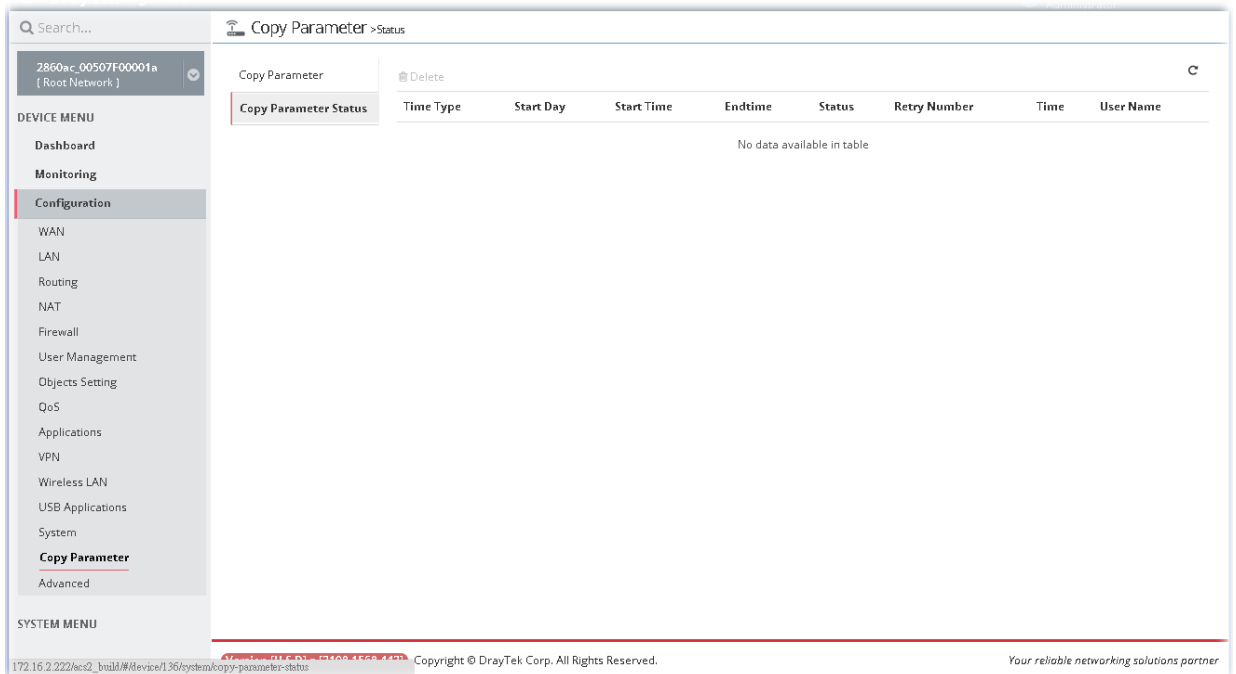 Administrator
Search...
Copy Parameter >Status
2860ac_00507F00001a
[ Root Network ]
DEVICE MENU
Dashboard
Monitoring
Configuration
WAN
LAN
Routing
NAT
Firewall
User Management
Objects Setting
QoS
Applications
VPN
Wireless LAN
USB Applications
System
Copy Parameter
Advanced
SYSTEM MENU
Copy Parameter
Copy Parameter Status
Delete
Time Type Start Day Start Time Endtime Status Retry Number Time User Name
No data available in table
172.16.2.222/acs2_build/#/device/136/system/copy-parameter-status
Copyright © DrayTek Corp. All Rights Reserved.
Your reliable networking solutions partner